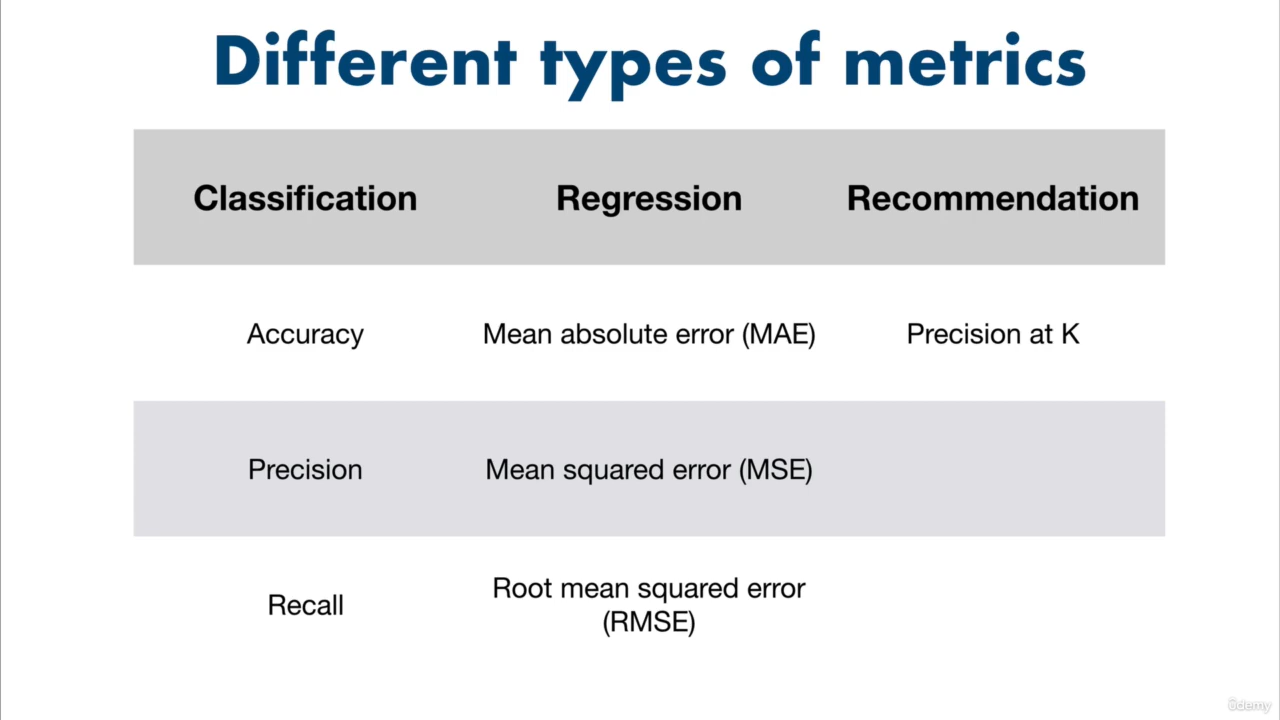 Different types of metrics
Classification Regression Recommendation
Accuracy Mean absolute error (MAE) Precision at K
Precision Mean squared error (MSE)
Recall Root mean squared error
(RMSE)
ûdemy